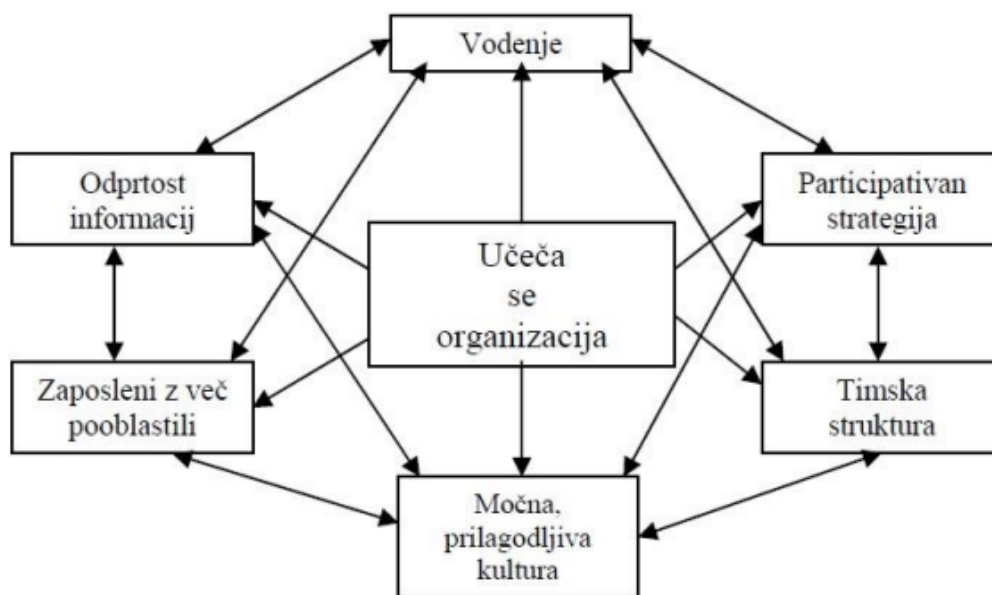 Vodenje
Odprtost
informacij
Participativan
strategija
Učeča
se
organizacija
Zaposleni z več
pooblastili
Timska
struktura
Močna,
prilagodljiva
kultura